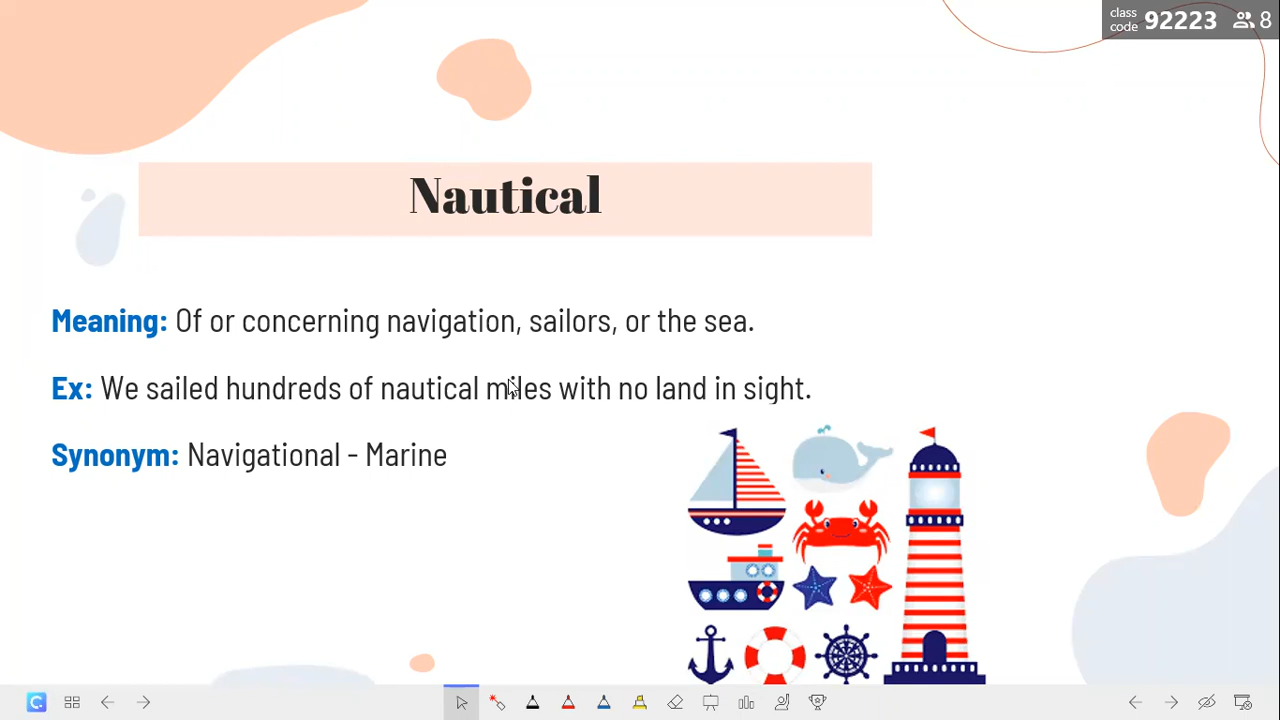 class
code 92223 8
Nautical
Meaning: Of or concerning navigation, sailors, or the sea.
Ex: We sailed hundreds of nautical miles with no land in sight.
Synonym: Navigational - Marine